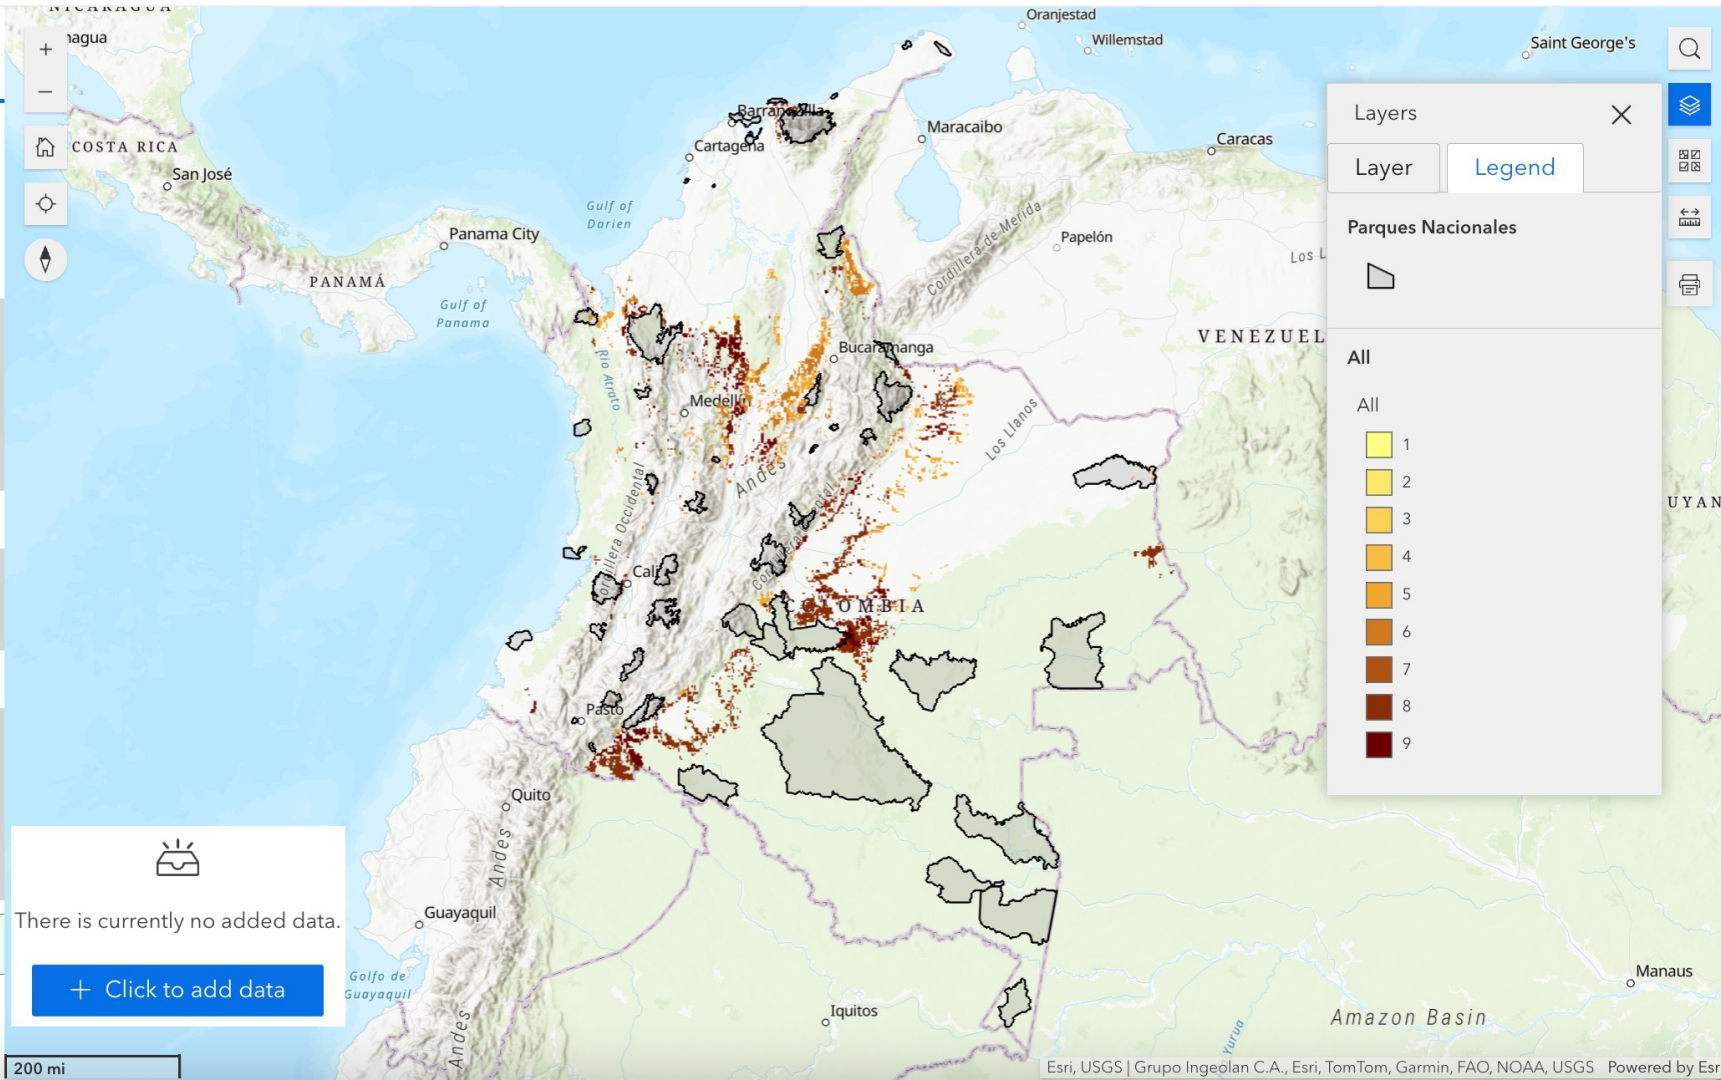 NICARAGUA
nagua
Oranjestad
Willemstad
Saint George's
+
−
Barranquilla
Cartagena
Maracaibo
Caracas
COSTA RICA
San José
Gulf of
Darien
Panama City
PANAMÁ
Gulf of
Panama
Cordillera de Merida
Papelón
Los L
VENEZUEL
Bucaramanga
Rio Atrato
Medellín
Los Llanos
Andes
Cordillera Occidental
Cali
COLOMBIA
Pasto
Quito
Andes
Guayaquil
Golfo de
Guayaquil
Andes
Iquitos
Yurua
Amazon Basin
Manaus
UYAN
Layers
Layer
Legend
Parques Nacionales
All
All
1
2
3
4
5
6
7
8
9
There is currently no added data.
+ Click to add data
200 mi
Esri, USGS | Grupo Ingeolan C.A., Esri, TomTom, Garmin, FAO, NOAA, USGS
Powered by Esr